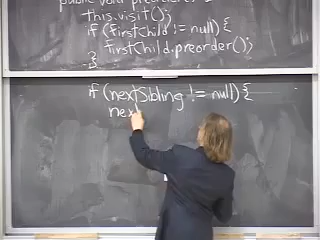 public void preorder() {
this.visit();
if (firstChild != null) {
firstChild.preorder();
}
if (nextSibling != null) {
nex